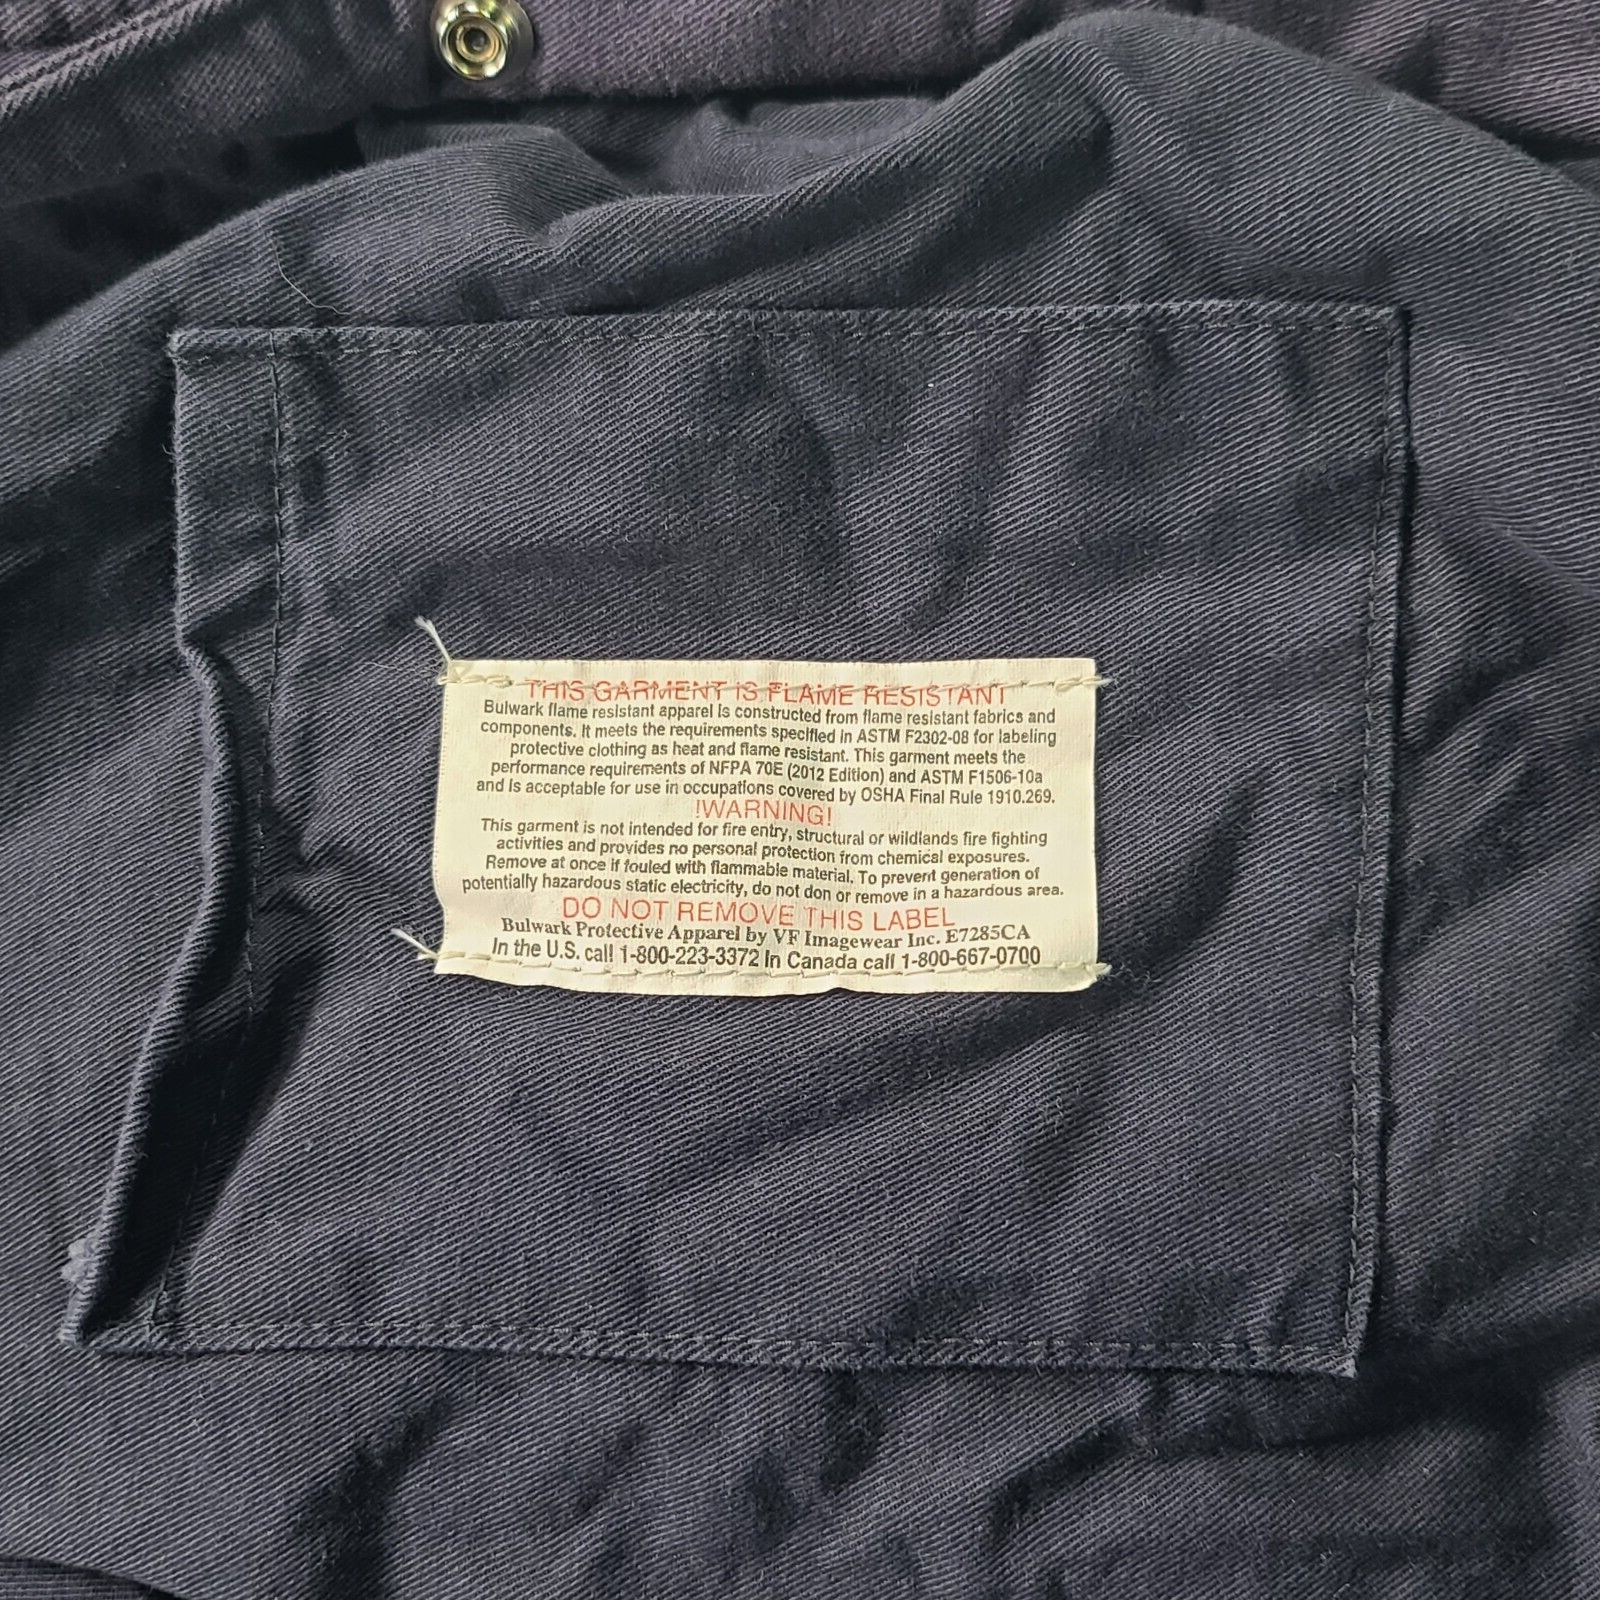 THIS GARMENT IS FLAME RESISTANT
Bulwark flame resistant apparel is constructed from flame resistant fabrics and
components. It meets the requirements specified in ASTM F2302-08 for labeling
protective clothing as heat and flame resistant. This garment meets the
performance requirements of NFPA 70E (2012 Edition) and ASTM F1506-10a
and is acceptable for use in occupations covered by OSHA Final Rule 1910.269.
!WARNING!
This garment is not intended for fire entry, structural or wildlands fire fighting
activities and provides no personal protection from chemical exposures.
Remove at once if fouled with flammable material. To prevent generation of
potentially hazardous static electricity, do not don or remove in a hazardous area.
DO NOT REMOVE THIS LABEL
Bulwark Protective Apparel by VF Imagewear Inc. E7285CA
In the U.S. call 1-800-223-3372 In Canada call 1-800-667-0700